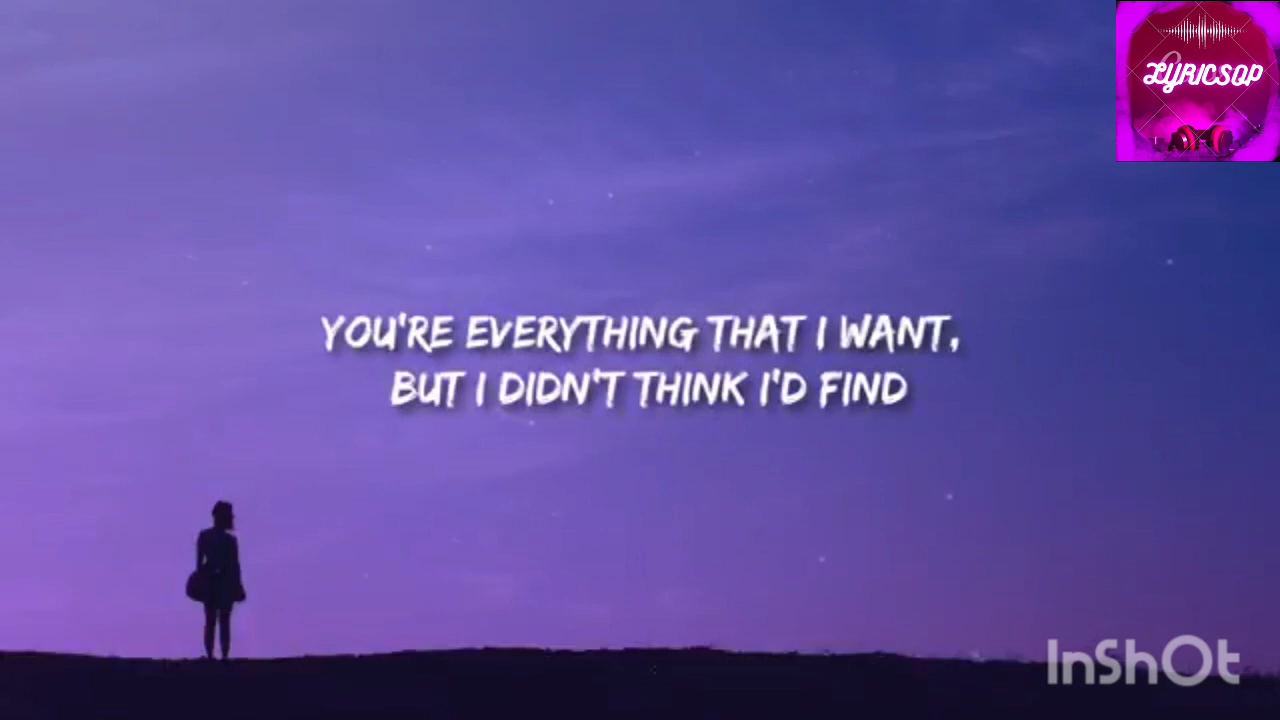 LYRICSOP
YOU'RE EVERYTHING THAT I WANT,
BUT I DIDN'T THINK I'D FIND
InShOt